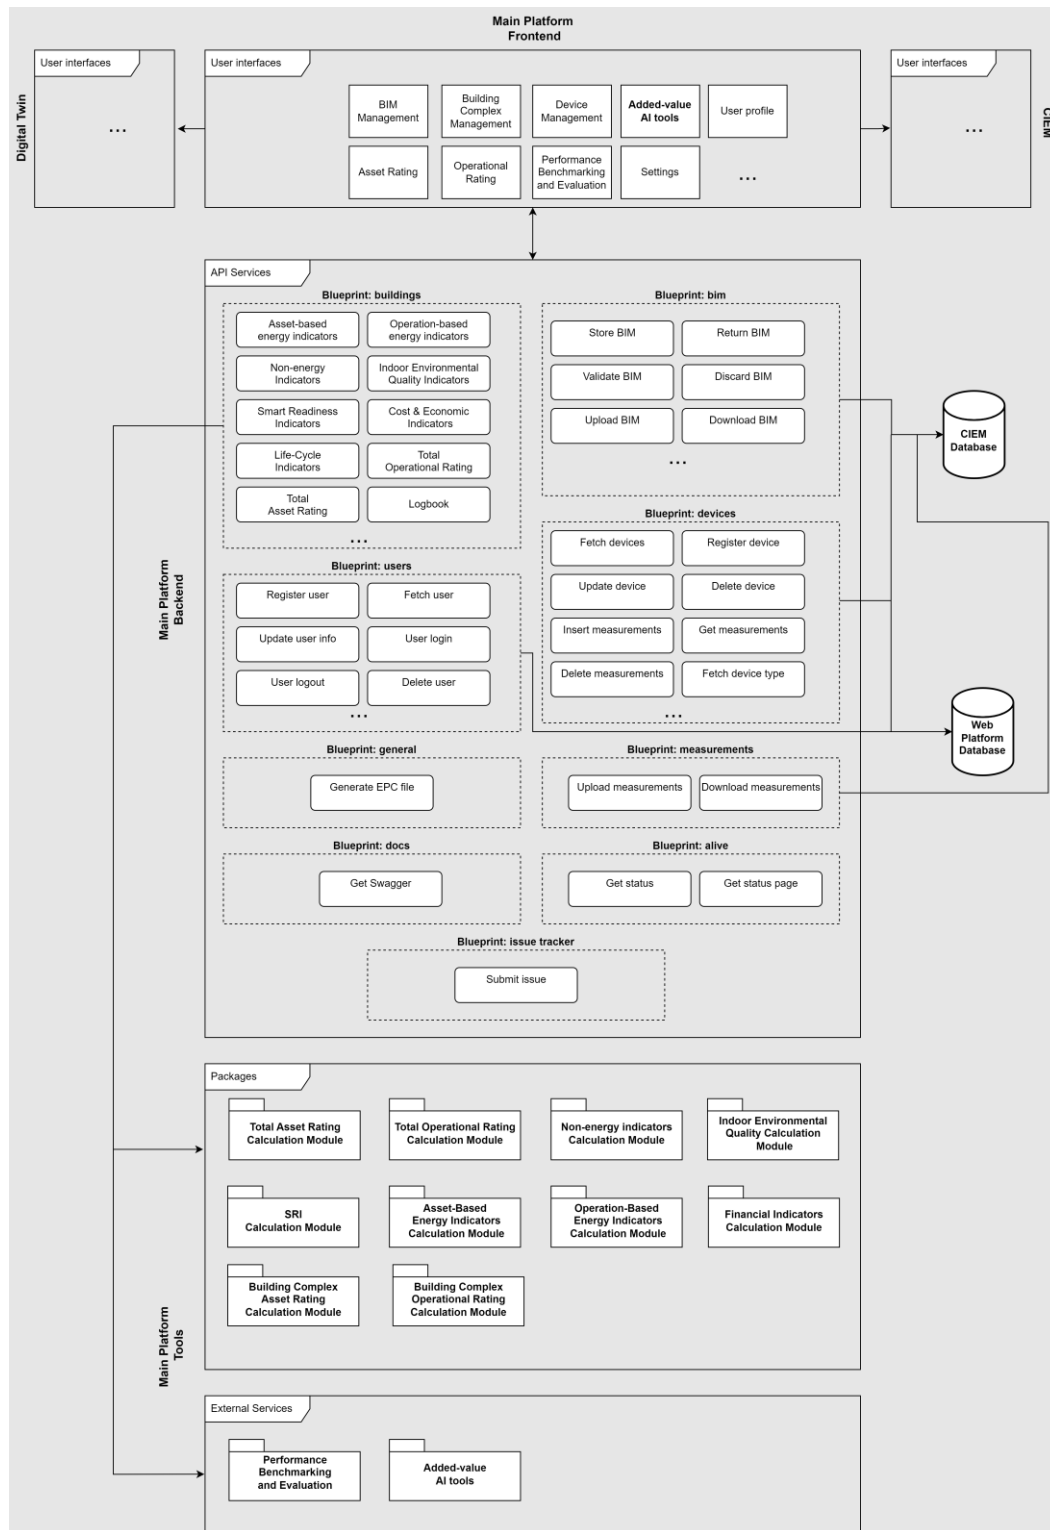 Main Platform
Frontend
User interfaces
...
Digital Twin
User interfaces
BIM
Management
Building
Complex
Management
Device
Management
Added-value
AI tools
User profile
Asset Rating
Operational
Rating
Performance
Benchmarking
and Evaluation
Settings
...
User interfaces
...
CIEM
API Services
Blueprint: buildings
Asset-based
energy indicators
Operation-based
energy indicators
Non-energy
Indicators
Indoor Environmental
Quality Indicators
Smart Readiness
Indicators
Cost & Economic
Indicators
Life-Cycle
Indicators
Total
Operational Rating
Total
Asset Rating
Logbook
...
Blueprint: bim
Store BIM
Return BIM
Validate BIM
Discard BIM
Upload BIM
Download BIM
...
CIEM
Database
Blueprint: devices
Fetch devices
Register device
Update device
Delete device
Insert measurements
Get measurements
Delete measurements
Fetch device type
...
Blueprint: users
Register user
Fetch user
Update user info
User login
User logout
Delete user
...
Main Platform
Backend
Web
Platform
Database
Blueprint: general
Generate EPC file
Blueprint: measurements
Upload measurements
Download measurements
Blueprint: docs
Get Swagger
Blueprint: alive
Get status
Get status page
Blueprint: issue tracker
Submit issue
Packages
Total Asset Rating
Calculation Module
Total Operational Rating
Calculation Module
Non-energy indicators
Calculation Module
Indoor Environmental
Quality Calculation
Module
SRI
Calculation Module
Asset-Based
Energy Indicators
Calculation Module
Operation-Based
Energy Indicators
Calculation Module
Financial Indicators
Calculation Module
Building Complex
Asset Rating
Calculation Module
Building Complex
Operational Rating
Calculation Module
Main Platform
Tools
External Services
Performance
Benchmarking
and Evaluation
Added-value
AI tools